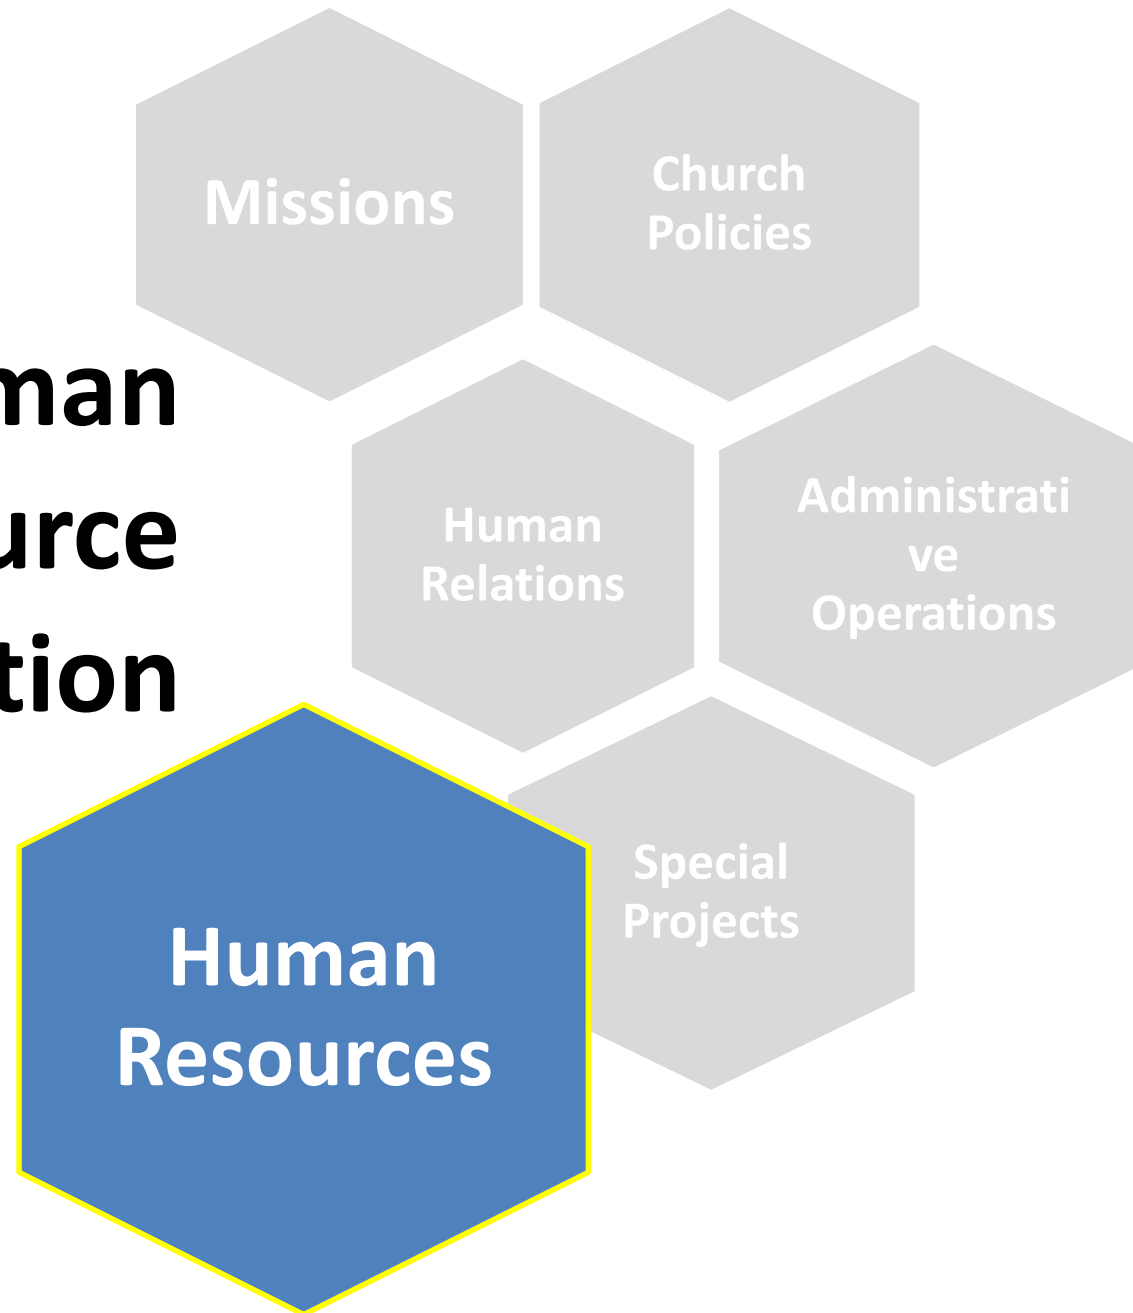 Missions
Church
Policies
man
urce
tion
Human
Relations
Administrati
ve
Operations
Special
Projects
Human
Resources